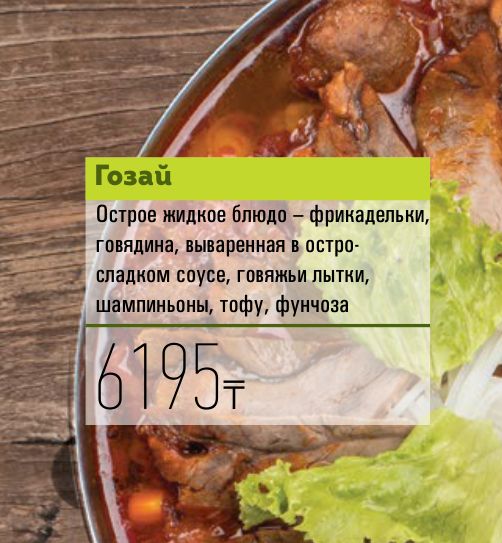 Гозай
Острое жидкое блюдо – фрикадельки,
говядина, вываренная в остро-
сладком соусе, говяжьи лытки,
шампиньоны, тофу, фунчоза
6195₸